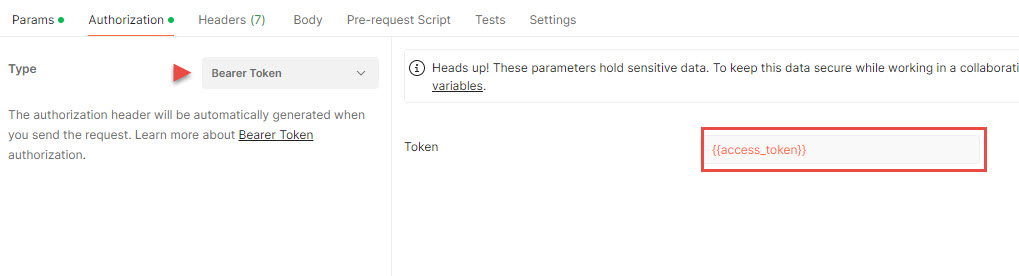 Params Authorization Headers (7) Body Pre-request Script Tests Settings
Type
Bearer Token
The authorization header will be automatically generated when
you send the request. Learn more about Bearer Token
authorization.
Heads up! These parameters hold sensitive data. To keep this data secure while working in a collaborati
variables.
Token
{{access_token}}